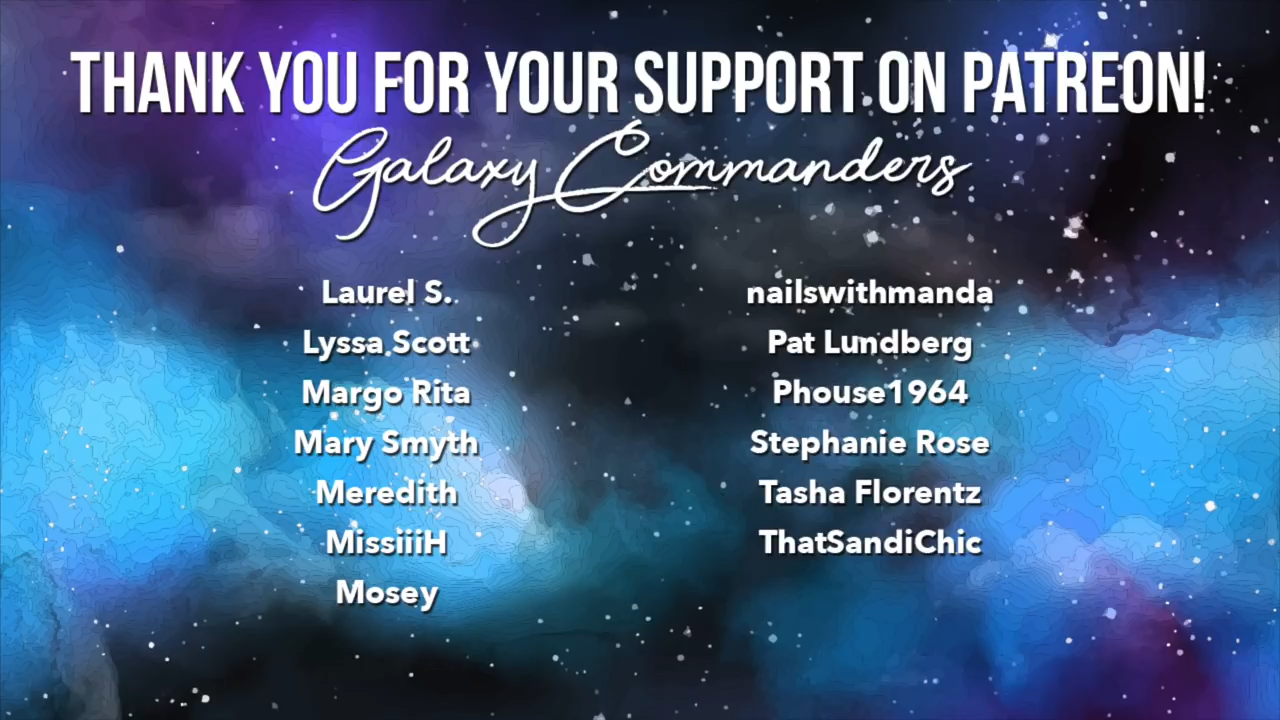 THANK YOU FOR YOUR SUPPORT ON PATREON!
Galaxy Commanders
Laurel S.
Lyssa Scott
Margo Rita
Mary Smyth
Meredith
MissiiiH
Mosey
nailswithmanda
Pat Lundberg
Phouse1964
Stephanie Rose
Tasha Florentz
ThatSandiChic